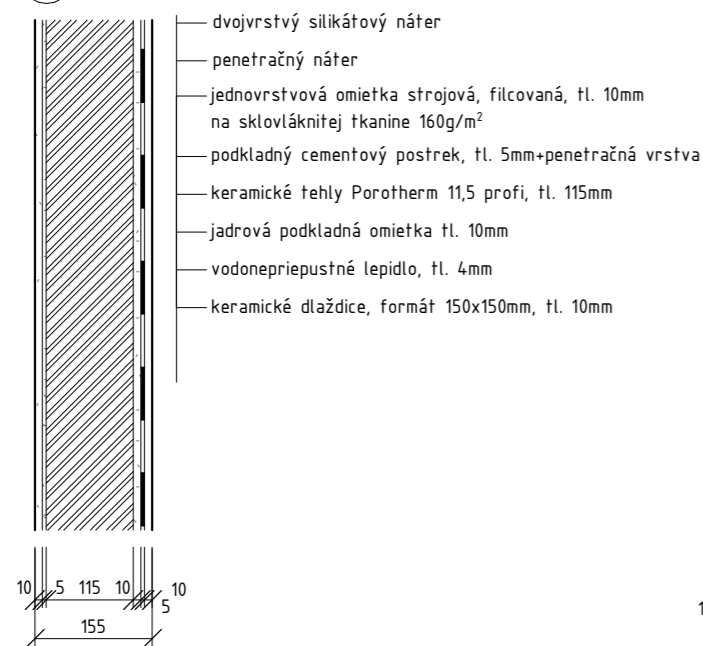 dvojvrstvý silikátový náter
penetračný náter
jednovrstvová omietka strojová, filcovaná, tl. 10mm
na sklovláknitej tkanine 160g/m²
podkladný cementový postrek, tl. 5mm+penetračná vrstva
keramické tehly Porotherm 11,5 profi, tl. 115mm
jadrová podkladná omietka tl. 10mm
vodonepriepustné lepidlo, tl. 4mm
keramické dlaždice, formát 150x150mm, tl. 10mm
10 5 115 10 5 10
155
1